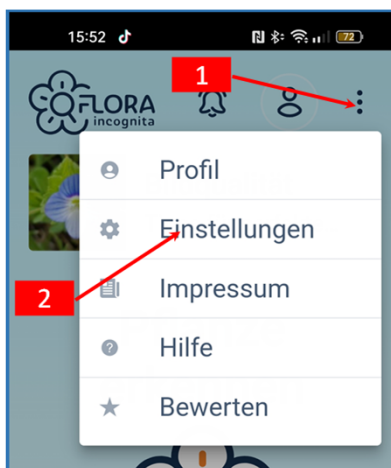 15:52
72
1
FLORA
incognita
Profil
Einstellungen
2
Impressum
Hilfe
Bewerten